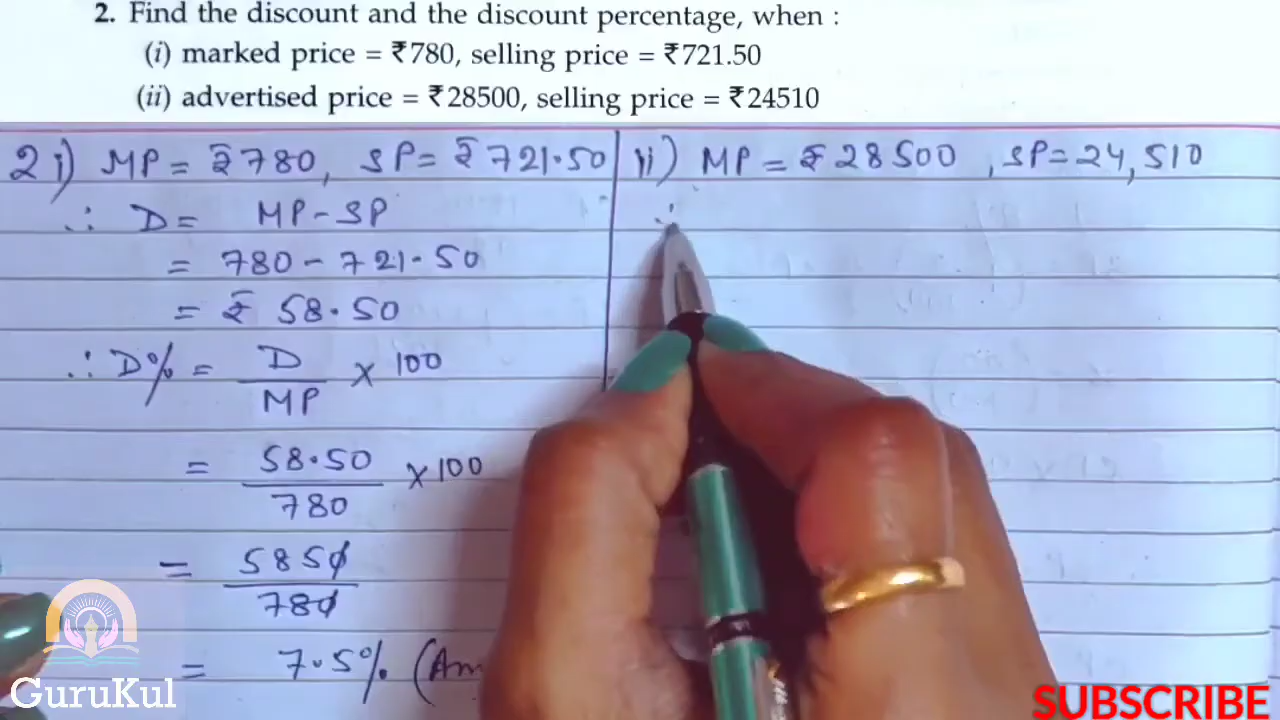 2. Find the discount and the discount percentage, when :
(i) marked price = ₹780, selling price = ₹721.50
(ii) advertised price = ₹28500, selling price = ₹24510
2 i) MP = ₹780, SP = ₹721.50
∴ D = MP - SP
= 780 - 721.50
= ₹ 58.50
∴ D% = D/MP × 100
= 58.50/780 × 100
= 5850/780
= 7.5% (Ans
ii) MP = ₹28500, SP = 24,510
∴
GuruKul
SUBSCRIBE